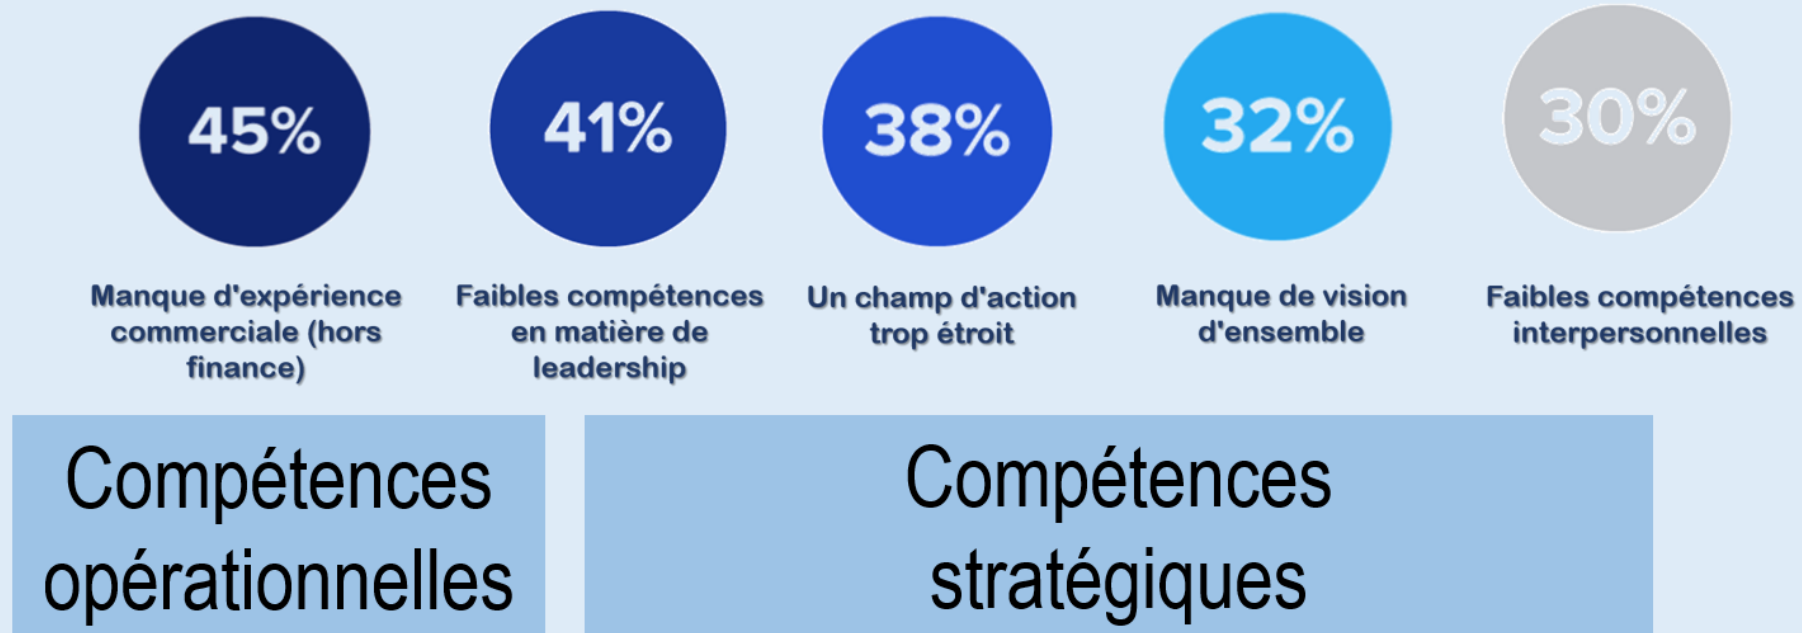 45%
41%
38%
32%
30%
Manque d'expérience
commerciale (hors
finance)
Faibles compétences
en matière de
leadership
Un champ d'action
trop étroit
Manque de vision
d'ensemble
Faibles compétences
interpersonnelles
Compétences
opérationnelles
Compétences
stratégiques